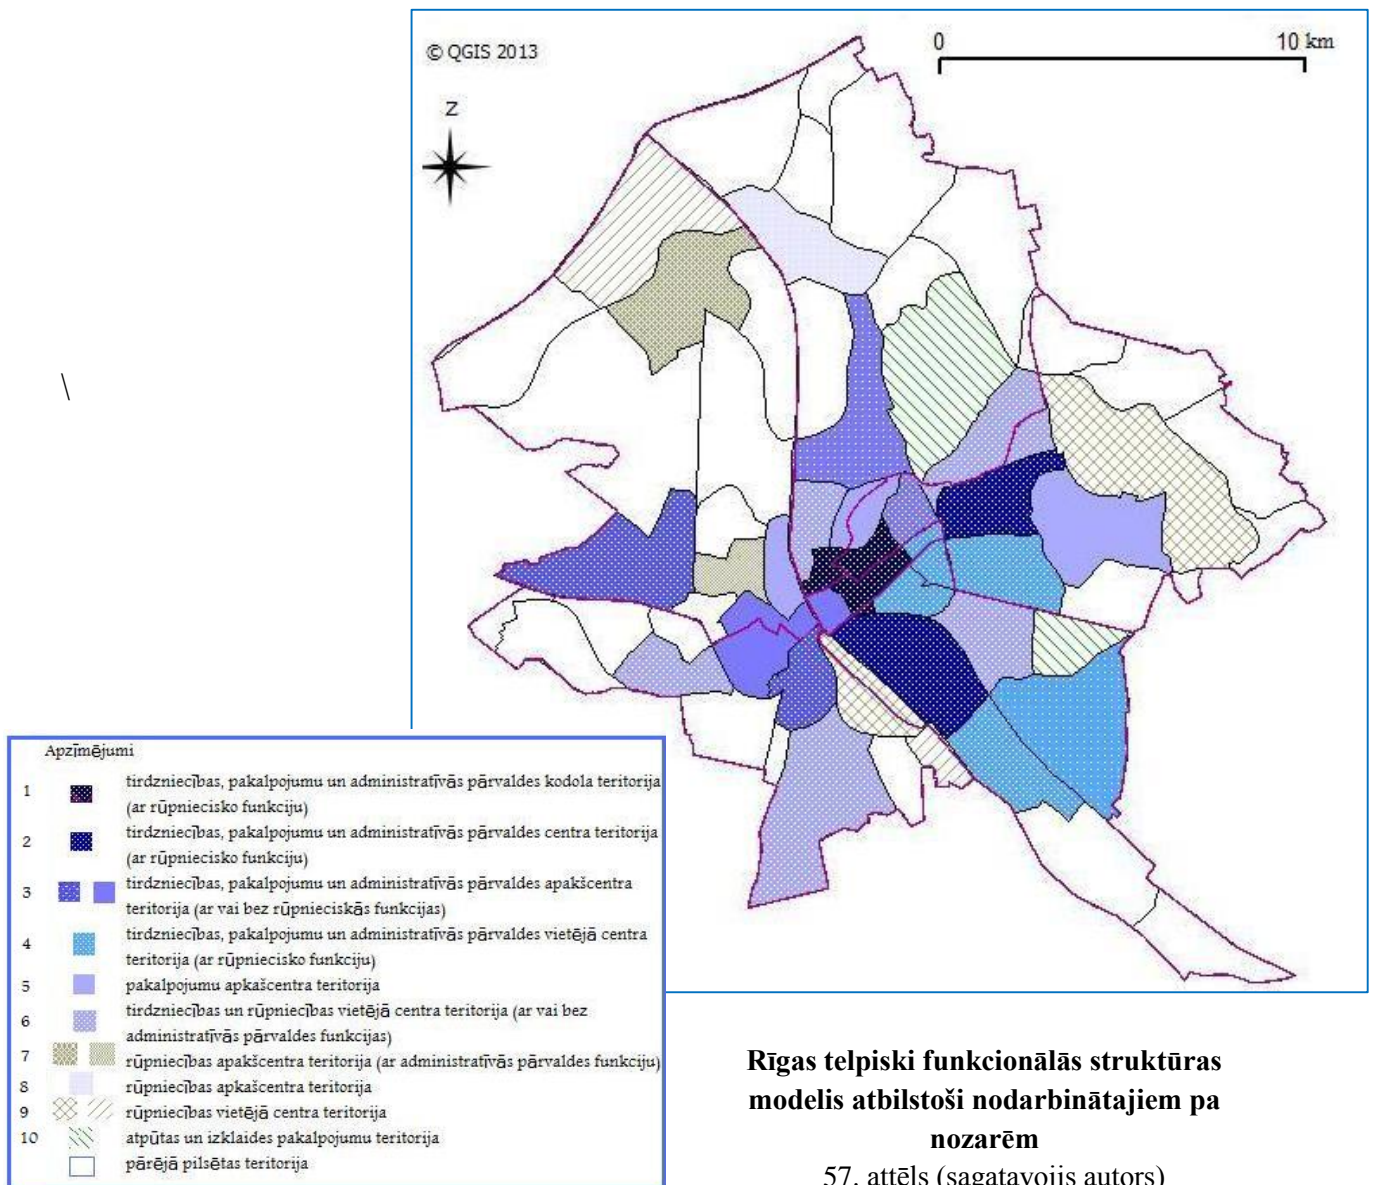 © QGIS 2013
0 10 km
Z
\
Apzīmējumi
1 tirdzniecības, pakalpojumu un administratīvās pārvaldes kodola teritorija
(ar rūpniecisko funkciju)
2 tirdzniecības, pakalpojumu un administratīvās pārvaldes centra teritorija
(ar rūpniecisko funkciju)
3 tirdzniecības, pakalpojumu un administratīvās pārvaldes apakšcentra
teritorija (ar vai bez rūpnieciskās funkcijas)
4 tirdzniecības, pakalpojumu un administratīvās pārvaldes vietējā centra
teritorija (ar rūpniecisko funkciju)
5 pakalpojumu apkašcentra teritorija
6 tirdzniecības un rūpniecības vietējā centra teritorija (ar vai bez
administratīvās pārvaldes funkcijas)
7 rūpniecības apakšcentra teritorija (ar administratīvās pārvaldes funkciju)
8 rūpniecības apkašcentra teritorija
9 rūpniecības vietējā centra teritorija
10 atpūtas un izklaides pakalpojumu teritorija
pārējā pilsētas teritorija
Rīgas telpiski funkcionālās struktūras
modelis atbilstoši nodarbinātajiem pa
nozarēm
57. attēls (sagatavojis autors)